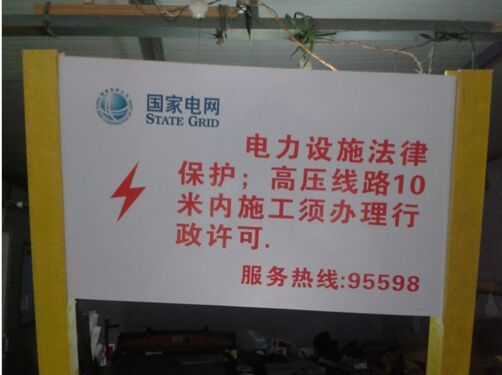 国家电网
STATE GRID
电力设施法律
保护；高压线路10
米内施工须办理行
政许可.
服务热线:95598